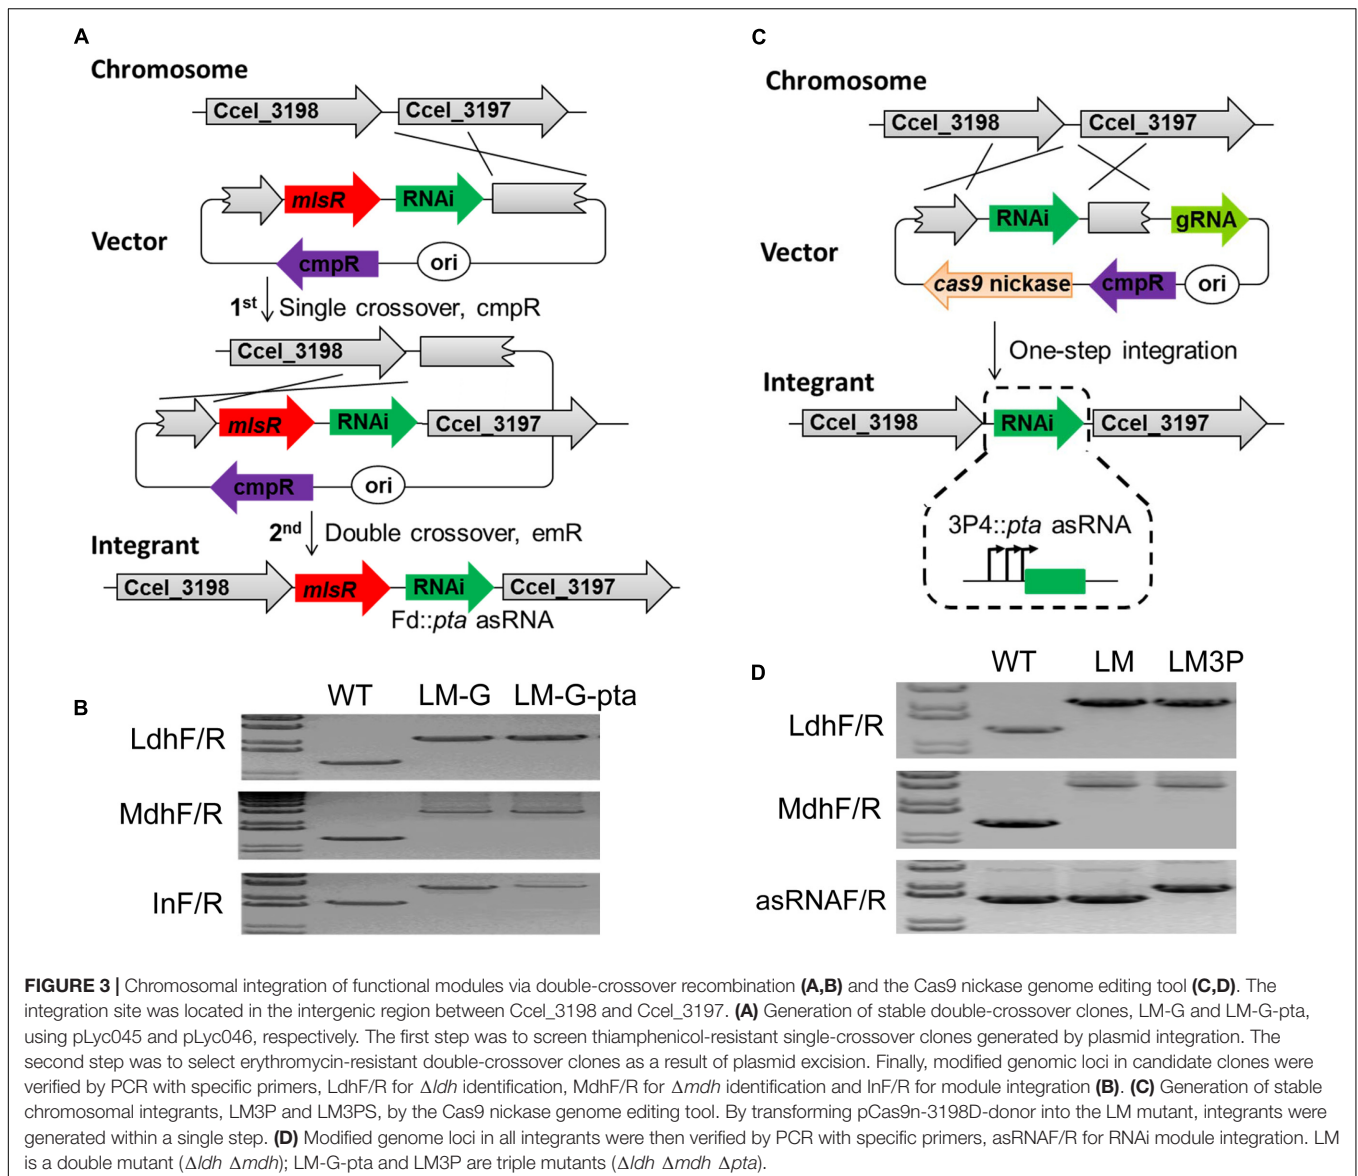 A
Chromosome
Ccel_3198 Ccel_3197
mlsR RNAi
Vector
cmpR ori
1st Single crossover, cmpR
Ccel_3198
mlsR RNAi Ccel_3197
cmpR ori
2nd Double crossover, emR
Integrant
Ccel_3198 mlsR RNAi Ccel_3197
Fd::pta asRNA
B
WT LM-G LM-G-pta
LdhF/R
MdhF/R
InF/R
C
Chromosome
Ccel_3198 Ccel_3197
RNAi gRNA
Vector
cas9 nickase cmpR ori
One-step integration
Integrant
Ccel_3198 RNAi Ccel_3197
3P4::pta asRNA
D
WT LM LM3P
LdhF/R
MdhF/R
asRNAF/R
FIGURE 3 | Chromosomal integration of functional modules via double-crossover recombination (A,B) and the Cas9 nickase genome editing tool (C,D). The
integration site was located in the intergenic region between Ccel_3198 and Ccel_3197. (A) Generation of stable double-crossover clones, LM-G and LM-G-pta,
using pLyc045 and pLyc046, respectively. The first step was to screen thiamphenicol-resistant single-crossover clones generated by plasmid integration. The
second step was to select erythromycin-resistant double-crossover clones as a result of plasmid excision. Finally, modified genomic loci in candidate clones were
verified by PCR with specific primers, LdhF/R for Δldh identification, MdhF/R for Δmdh identification and InF/R for module integration (B). (C) Generation of stable
chromosomal integrants, LM3P and LM3PS, by the Cas9 nickase genome editing tool. By transforming pCas9n-3198D-donor into the LM mutant, integrants were
generated within a single step. (D) Modified genome loci in all integrants were then verified by PCR with specific primers, asRNAF/R for RNAi module integration. LM
is a double mutant (Δldh Δmdh); LM-G-pta and LM3P are triple mutants (Δldh Δmdh Δpta).